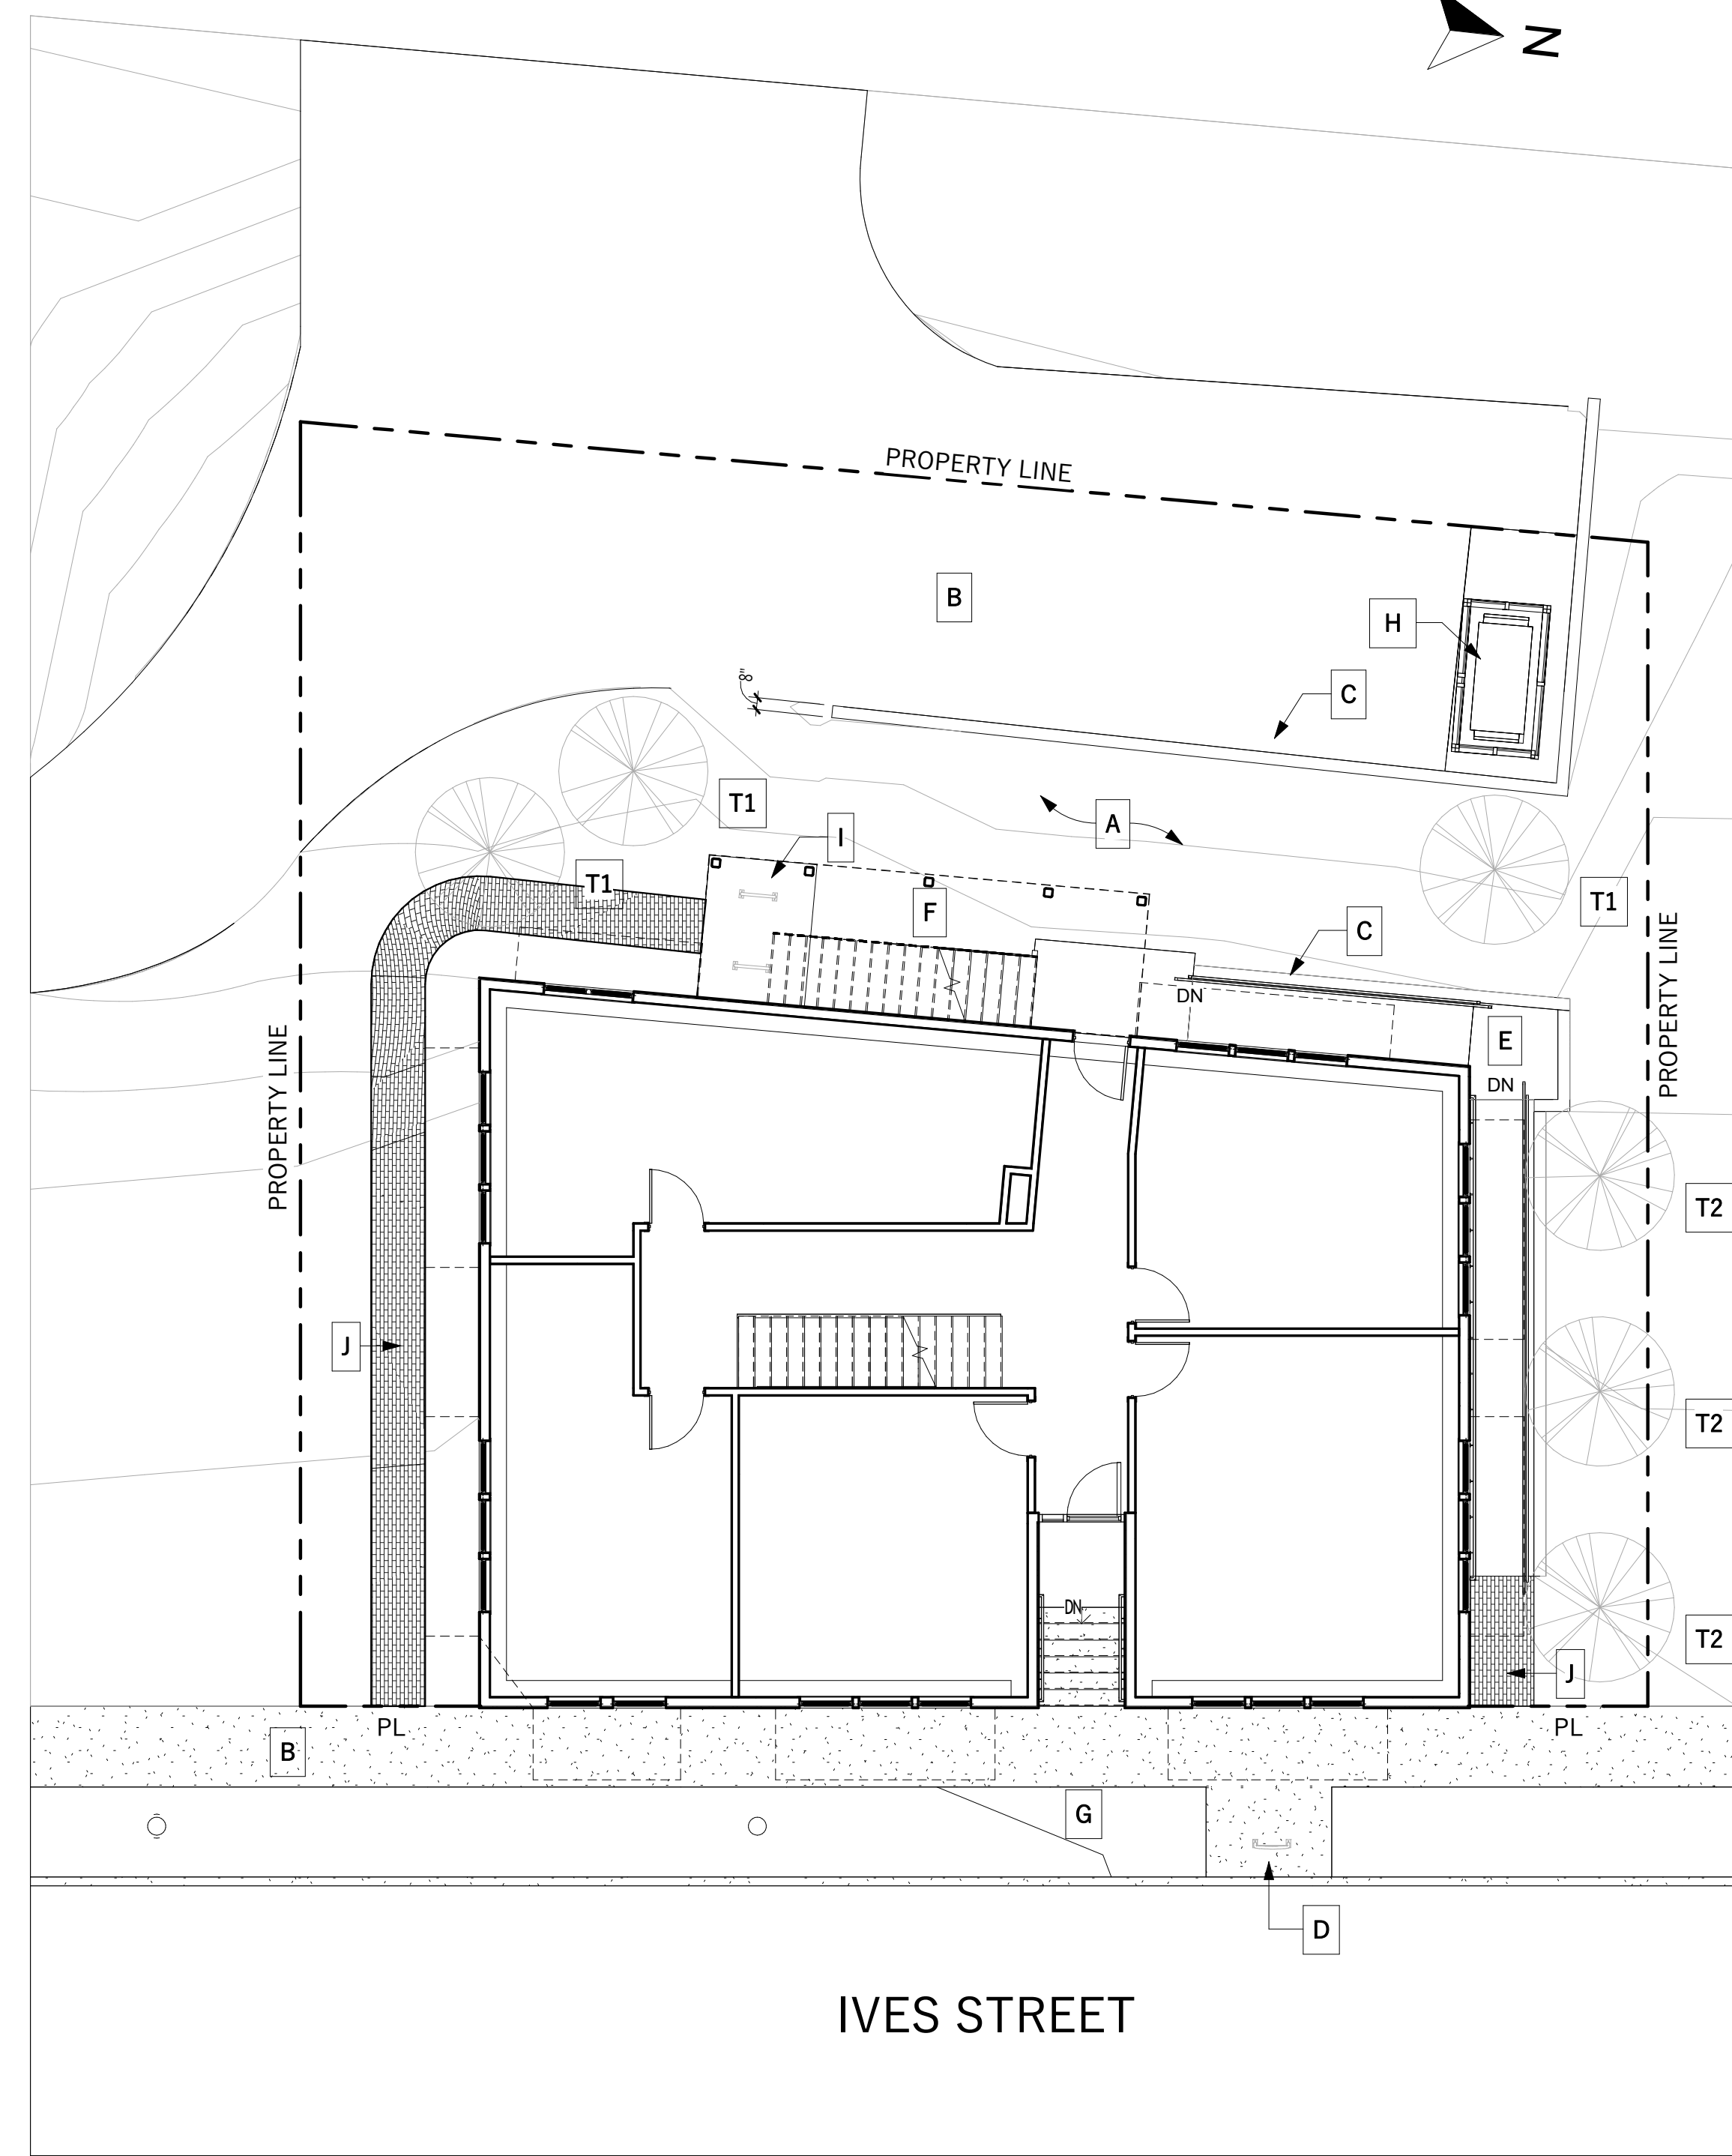 N
PROPERTY LINE
B
H
8"
C
T1
A
I
T1
F
T1
C
DN
E
DN
PROPERTY LINE
PROPERTY LINE
T2
J
T2
DN
T2
J
PL
PL
B
G
D
IVES STREET